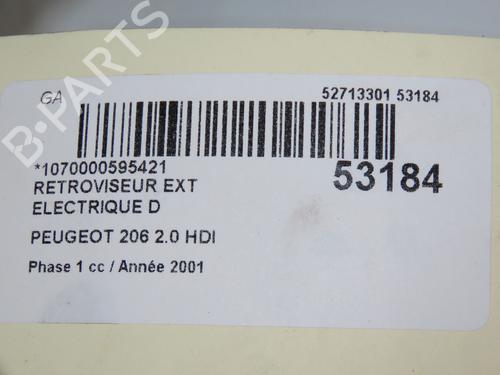 GA
52713301 53184
*1070000595421
53184
RETROVISEUR EXT
ELECTRIQUE D
PEUGEOT 206 2.0 HDI
Phase 1 cc / Année 2001
B-PARTS